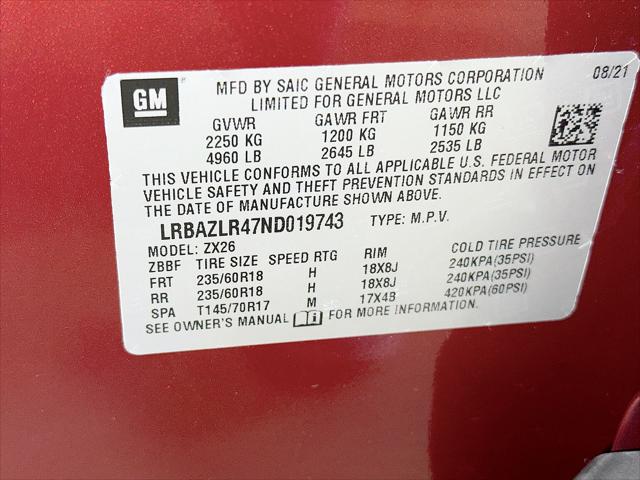 GM
MFD BY SAIC GENERAL MOTORS CORPORATION 08/21
LIMITED FOR GENERAL MOTORS LLC
GVWR GAWR FRT GAWR RR
2250 KG 1200 KG 1150 KG
4960 LB 2645 LB 2535 LB
THIS VEHICLE CONFORMS TO ALL APPLICABLE U.S. FEDERAL MOTOR
VEHICLE SAFETY AND THEFT PREVENTION STANDARDS IN EFFECT ON
THE DATE OF MANUFACTURE SHOWN ABOVE.
LRBAZLR47ND019743 TYPE: M.P.V.
MODEL: ZX26
ZBBF TIRE SIZE SPEED RTG RIM COLD TIRE PRESSURE
FRT 235/60R18 H 18X8J 240KPA(35PSI)
RR 235/60R18 H 18X8J 240KPA(35PSI)
SPA T145/70R17 M 17X4B 420KPA(60PSI)
SEE OWNER'S MANUAL FOR MORE INFORMATION.